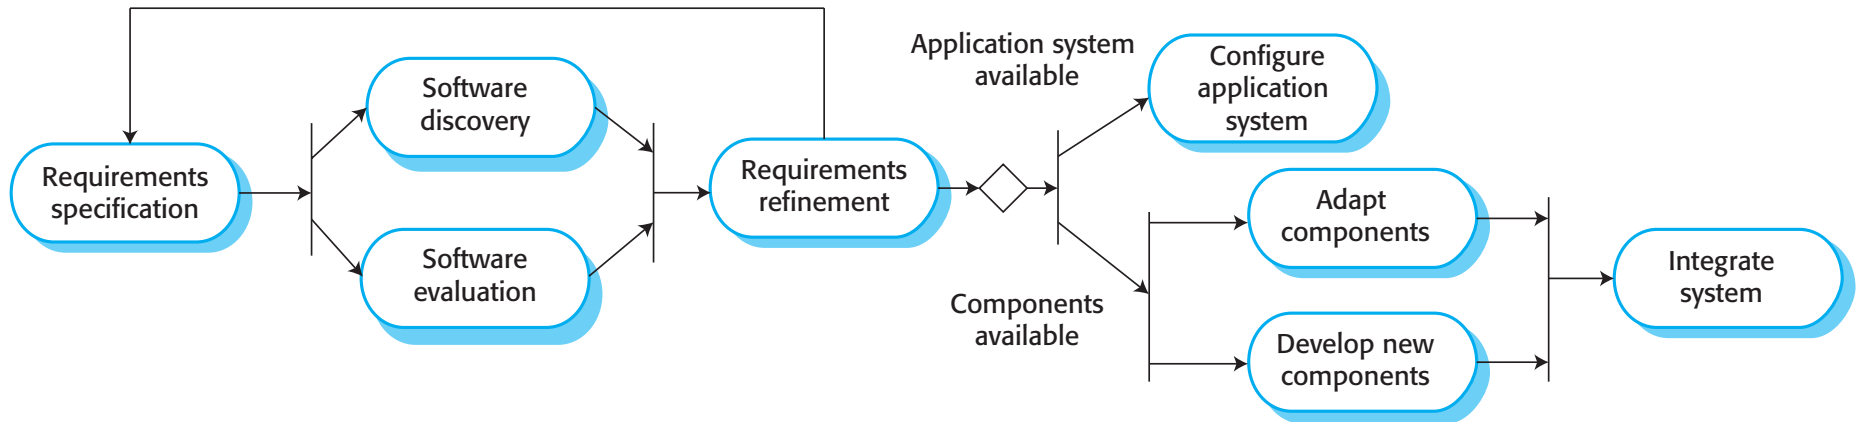 Requirements
specification
Software
discovery
Software
evaluation
Requirements
refinement
Application system
available
Configure
application
system
Components
available
Adapt
components
Develop new
components
Integrate
system